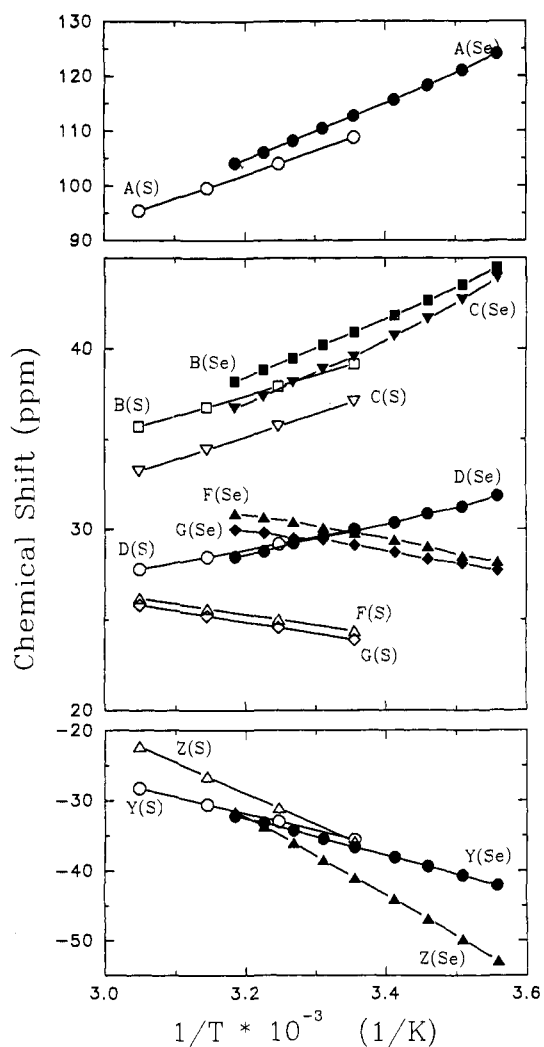 130
120
110
100
90
A(Se)
A(S)
40
30
20
B(Se)
C(Se)
B(S)
C(S)
D(Se)
F(Se)
G(Se)
D(S)
F(S)
G(S)
Chemical Shift (ppm)
-20
-30
-40
-50
Z(S)
Y(S)
Y(Se)
Z(Se)
3.0 3.2 3.4 3.6
1/T * 10⁻³ (1/K)